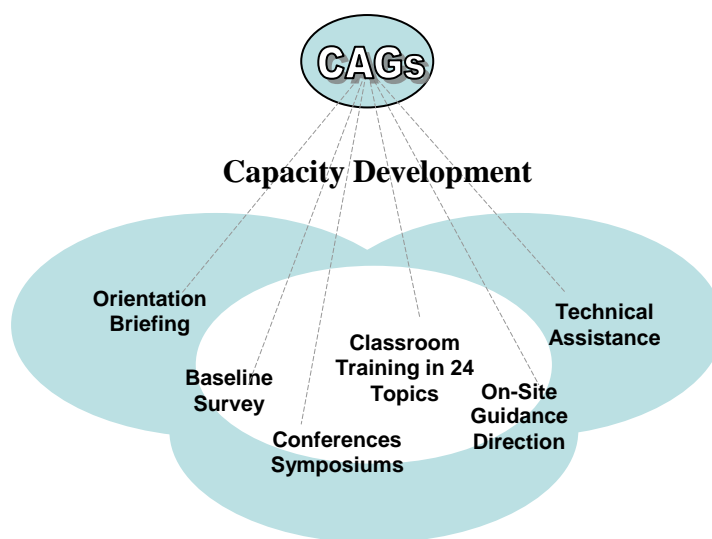 CAGs
Capacity Development
Orientation
Briefing
Technical
Assistance
Classroom
Training in 24
Topics
Baseline
Survey
On-Site
Guidance
Direction
Conferences
Symposiums